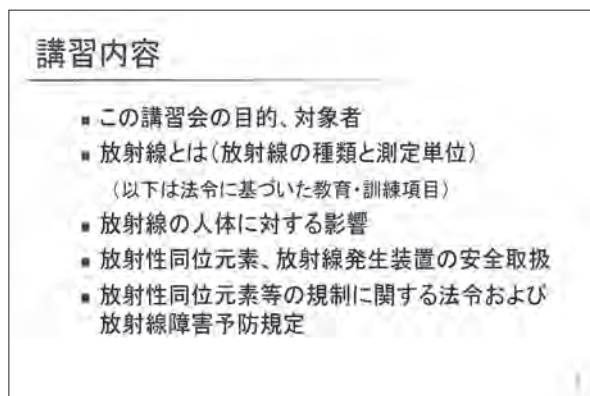 講習内容
■ この講習会の目的、対象者
■ 放射線とは(放射線の種類と測定単位)
(以下は法令に基づいた教育・訓練項目)
■ 放射線の人体に対する影響
■ 放射性同位元素、放射線発生装置の安全取扱
■ 放射性同位元素等の規制に関する法令および
放射線障害予防規定